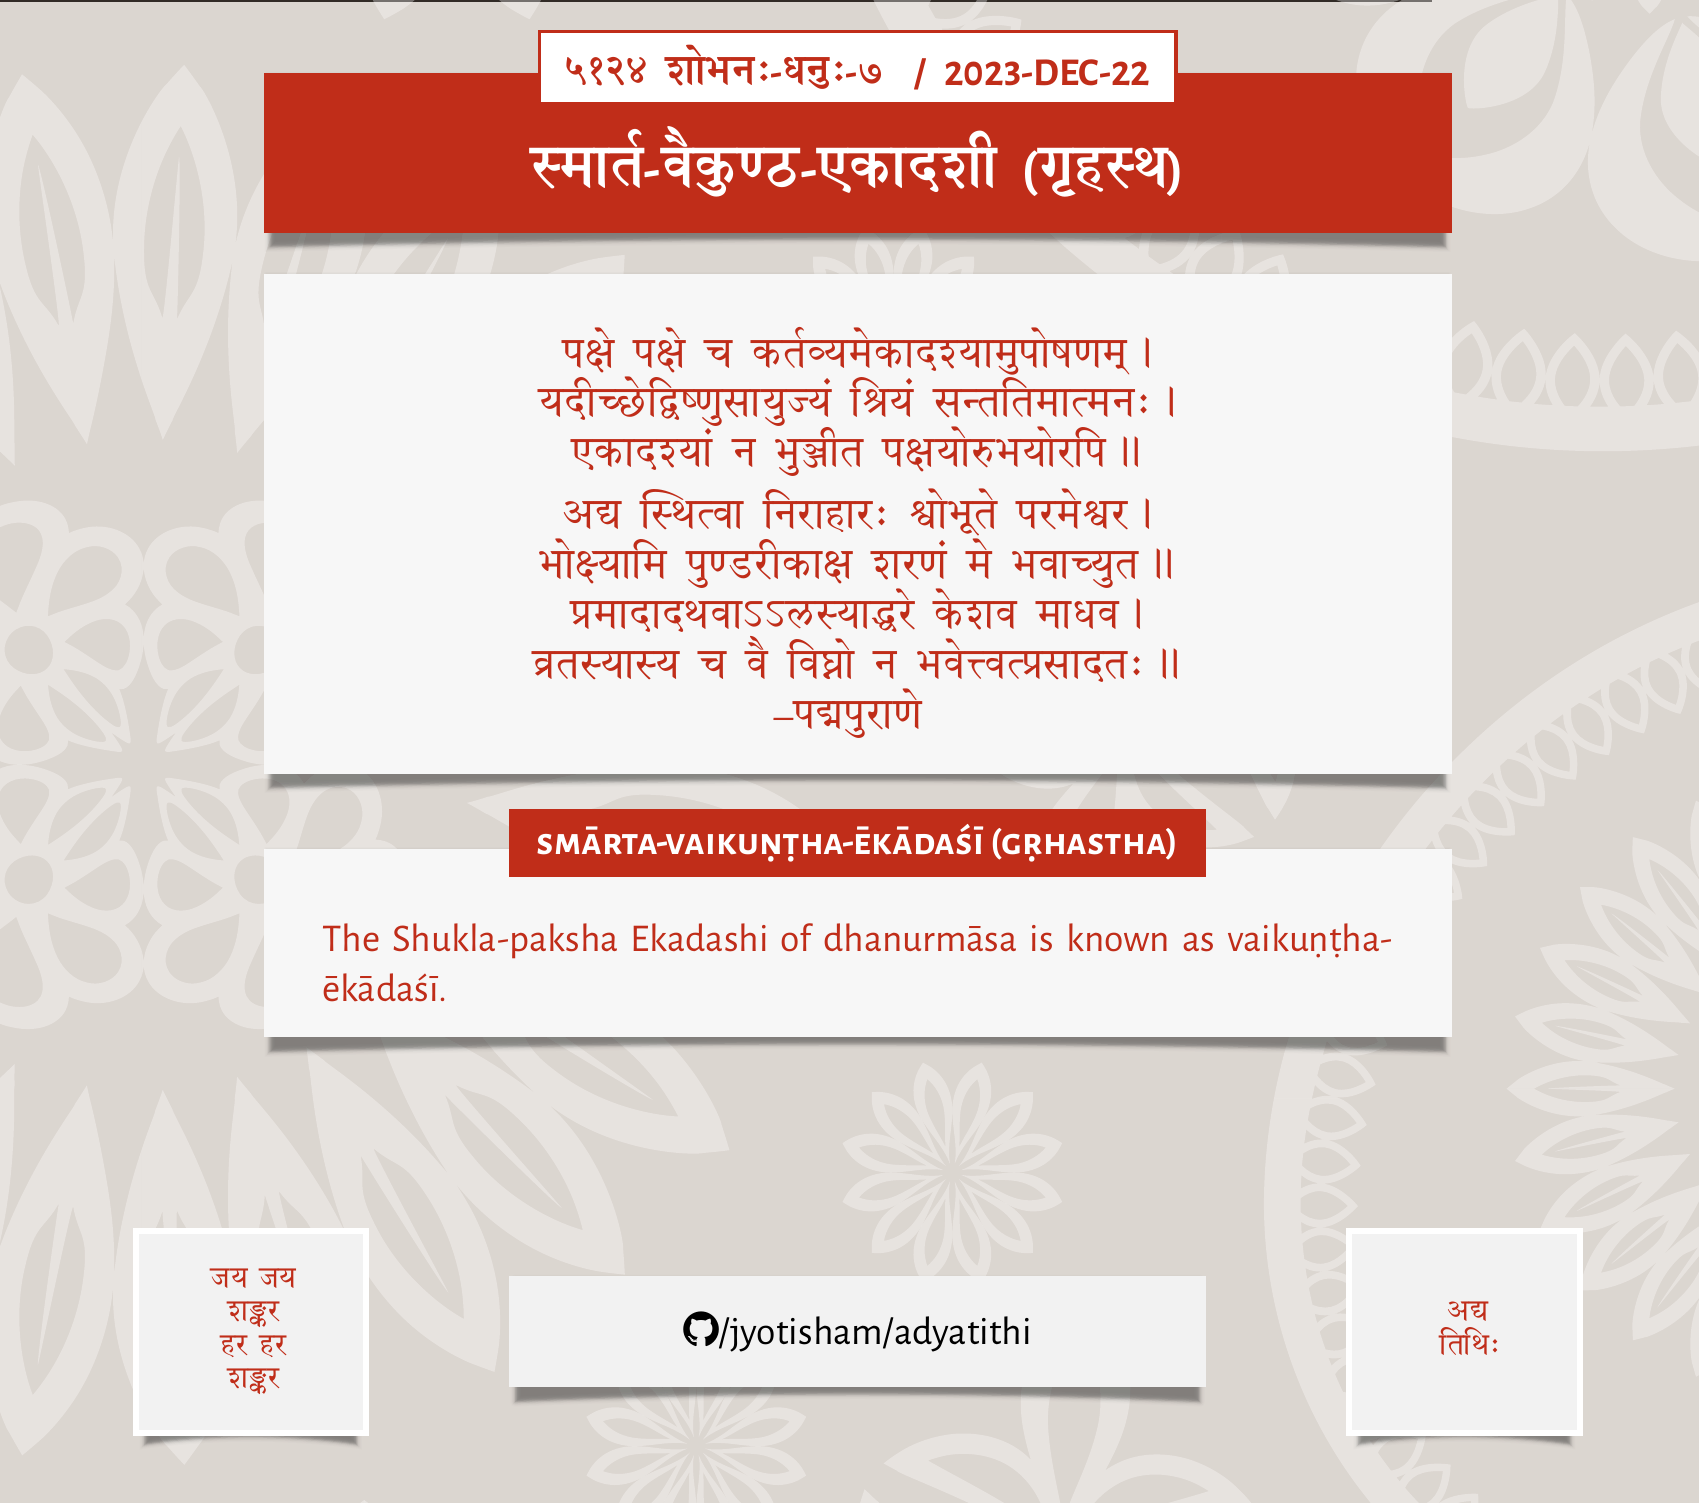 ५१२४ शोभनः-धनुः-७ / 2023-DEC-22
स्मार्त-वैकुण्ठ-एकादशी (गृहस्थ)
पक्षे पक्षे च कर्तव्यमेकादश्यामुपोषणम् ।
यदीच्छेद्विष्णुसायुज्यं श्रियं सन्ततिमात्मनः ।
एकादश्यां न भुञ्जीत पक्षयोरुभयोरपि ॥
अद्य स्थित्वा निराहारः श्वोभूते परमेश्वर ।
भोक्ष्यामि पुण्डरीकाक्ष शरणं मे भवाच्युत ॥
प्रमादादथवाऽऽलस्याद्धरे केशव माधव ।
व्रतस्यास्य च वै विघ्नो न भवेत्त्वत्प्रसादतः ॥
–पद्मपुराणे
SMĀRTA-VAIKUṆṬHA-ĒKĀDAŚĪ (GR̥HASTHA)
The Shukla-paksha Ekadashi of dhanurmāsa is known as vaikuṇṭha-
ēkādaśī.
जय जय
शङ्कर
हर हर
शङ्कर
/jyotisham/adyatithi
अद्य
तिथिः